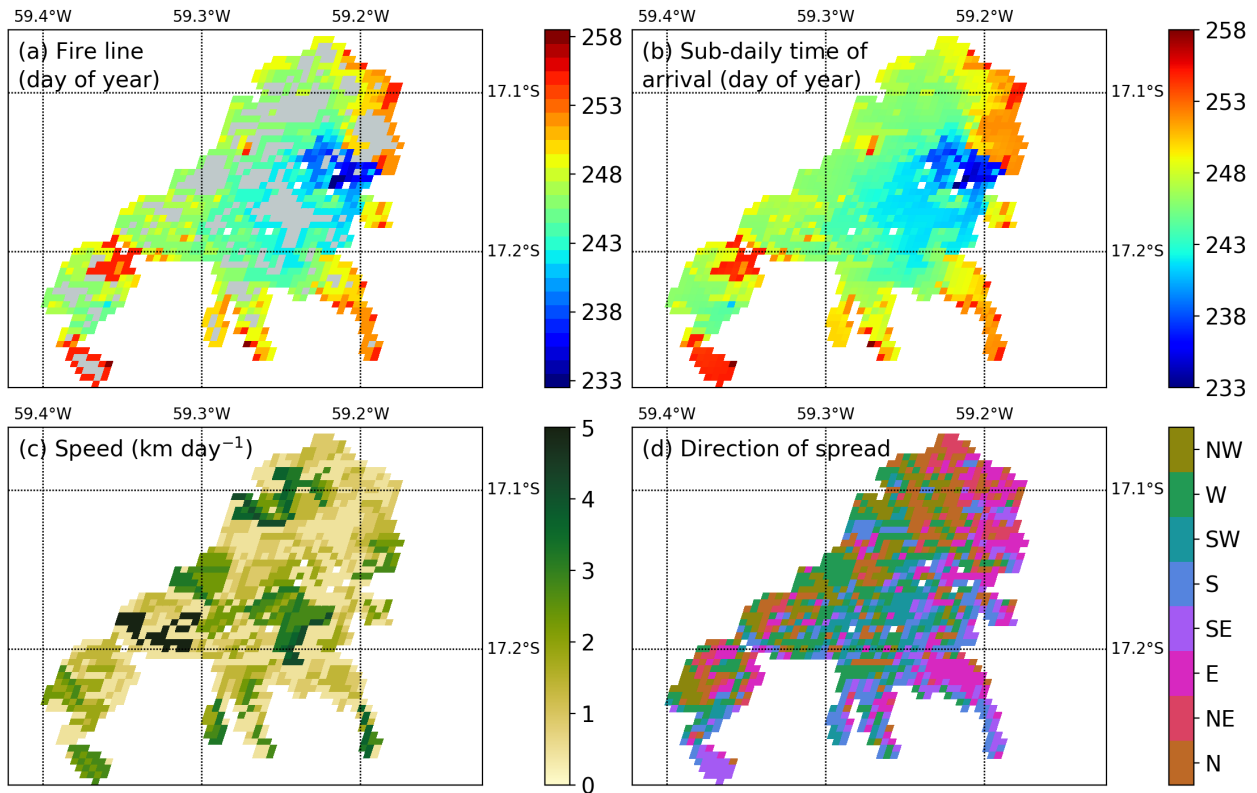 59.4°W 59.3°W 59.2°W
(a) Fire line
(day of year)
17.1°S
17.2°S
258
253
248
243
238
233
59.4°W 59.3°W 59.2°W
(b) Sub-daily time of
arrival (day of year)
17.1°S
17.2°S
258
253
248
243
238
233
59.4°W 59.3°W 59.2°W
(c) Speed (km day⁻¹)
17.1°S
17.2°S
5
4
3
2
1
0
59.4°W 59.3°W 59.2°W
(d) Direction of spread
17.1°S
17.2°S
NW
W
SW
S
SE
E
NE
N